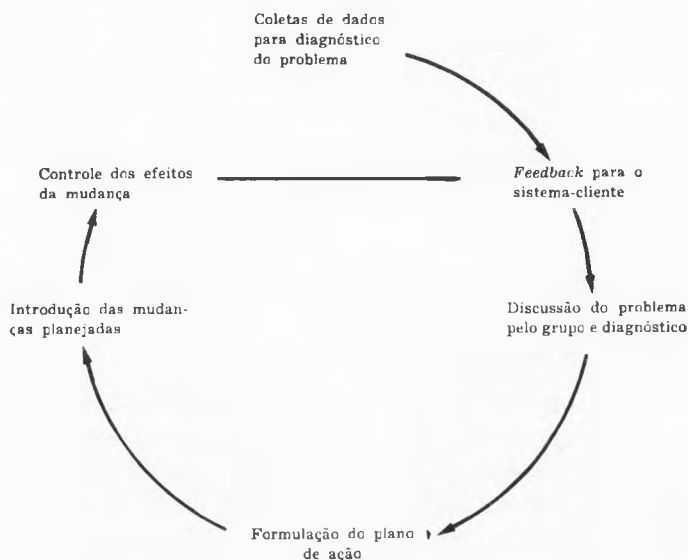 Coletas de dados
para diagnóstico
do problema
Feedback para o
sistema-cliente
Discussão do problema
pelo grupo e diagnóstico
Formulação do plano
de ação
Introdução das mudan-
ças planejadas
Controle dos efeitos
da mudança